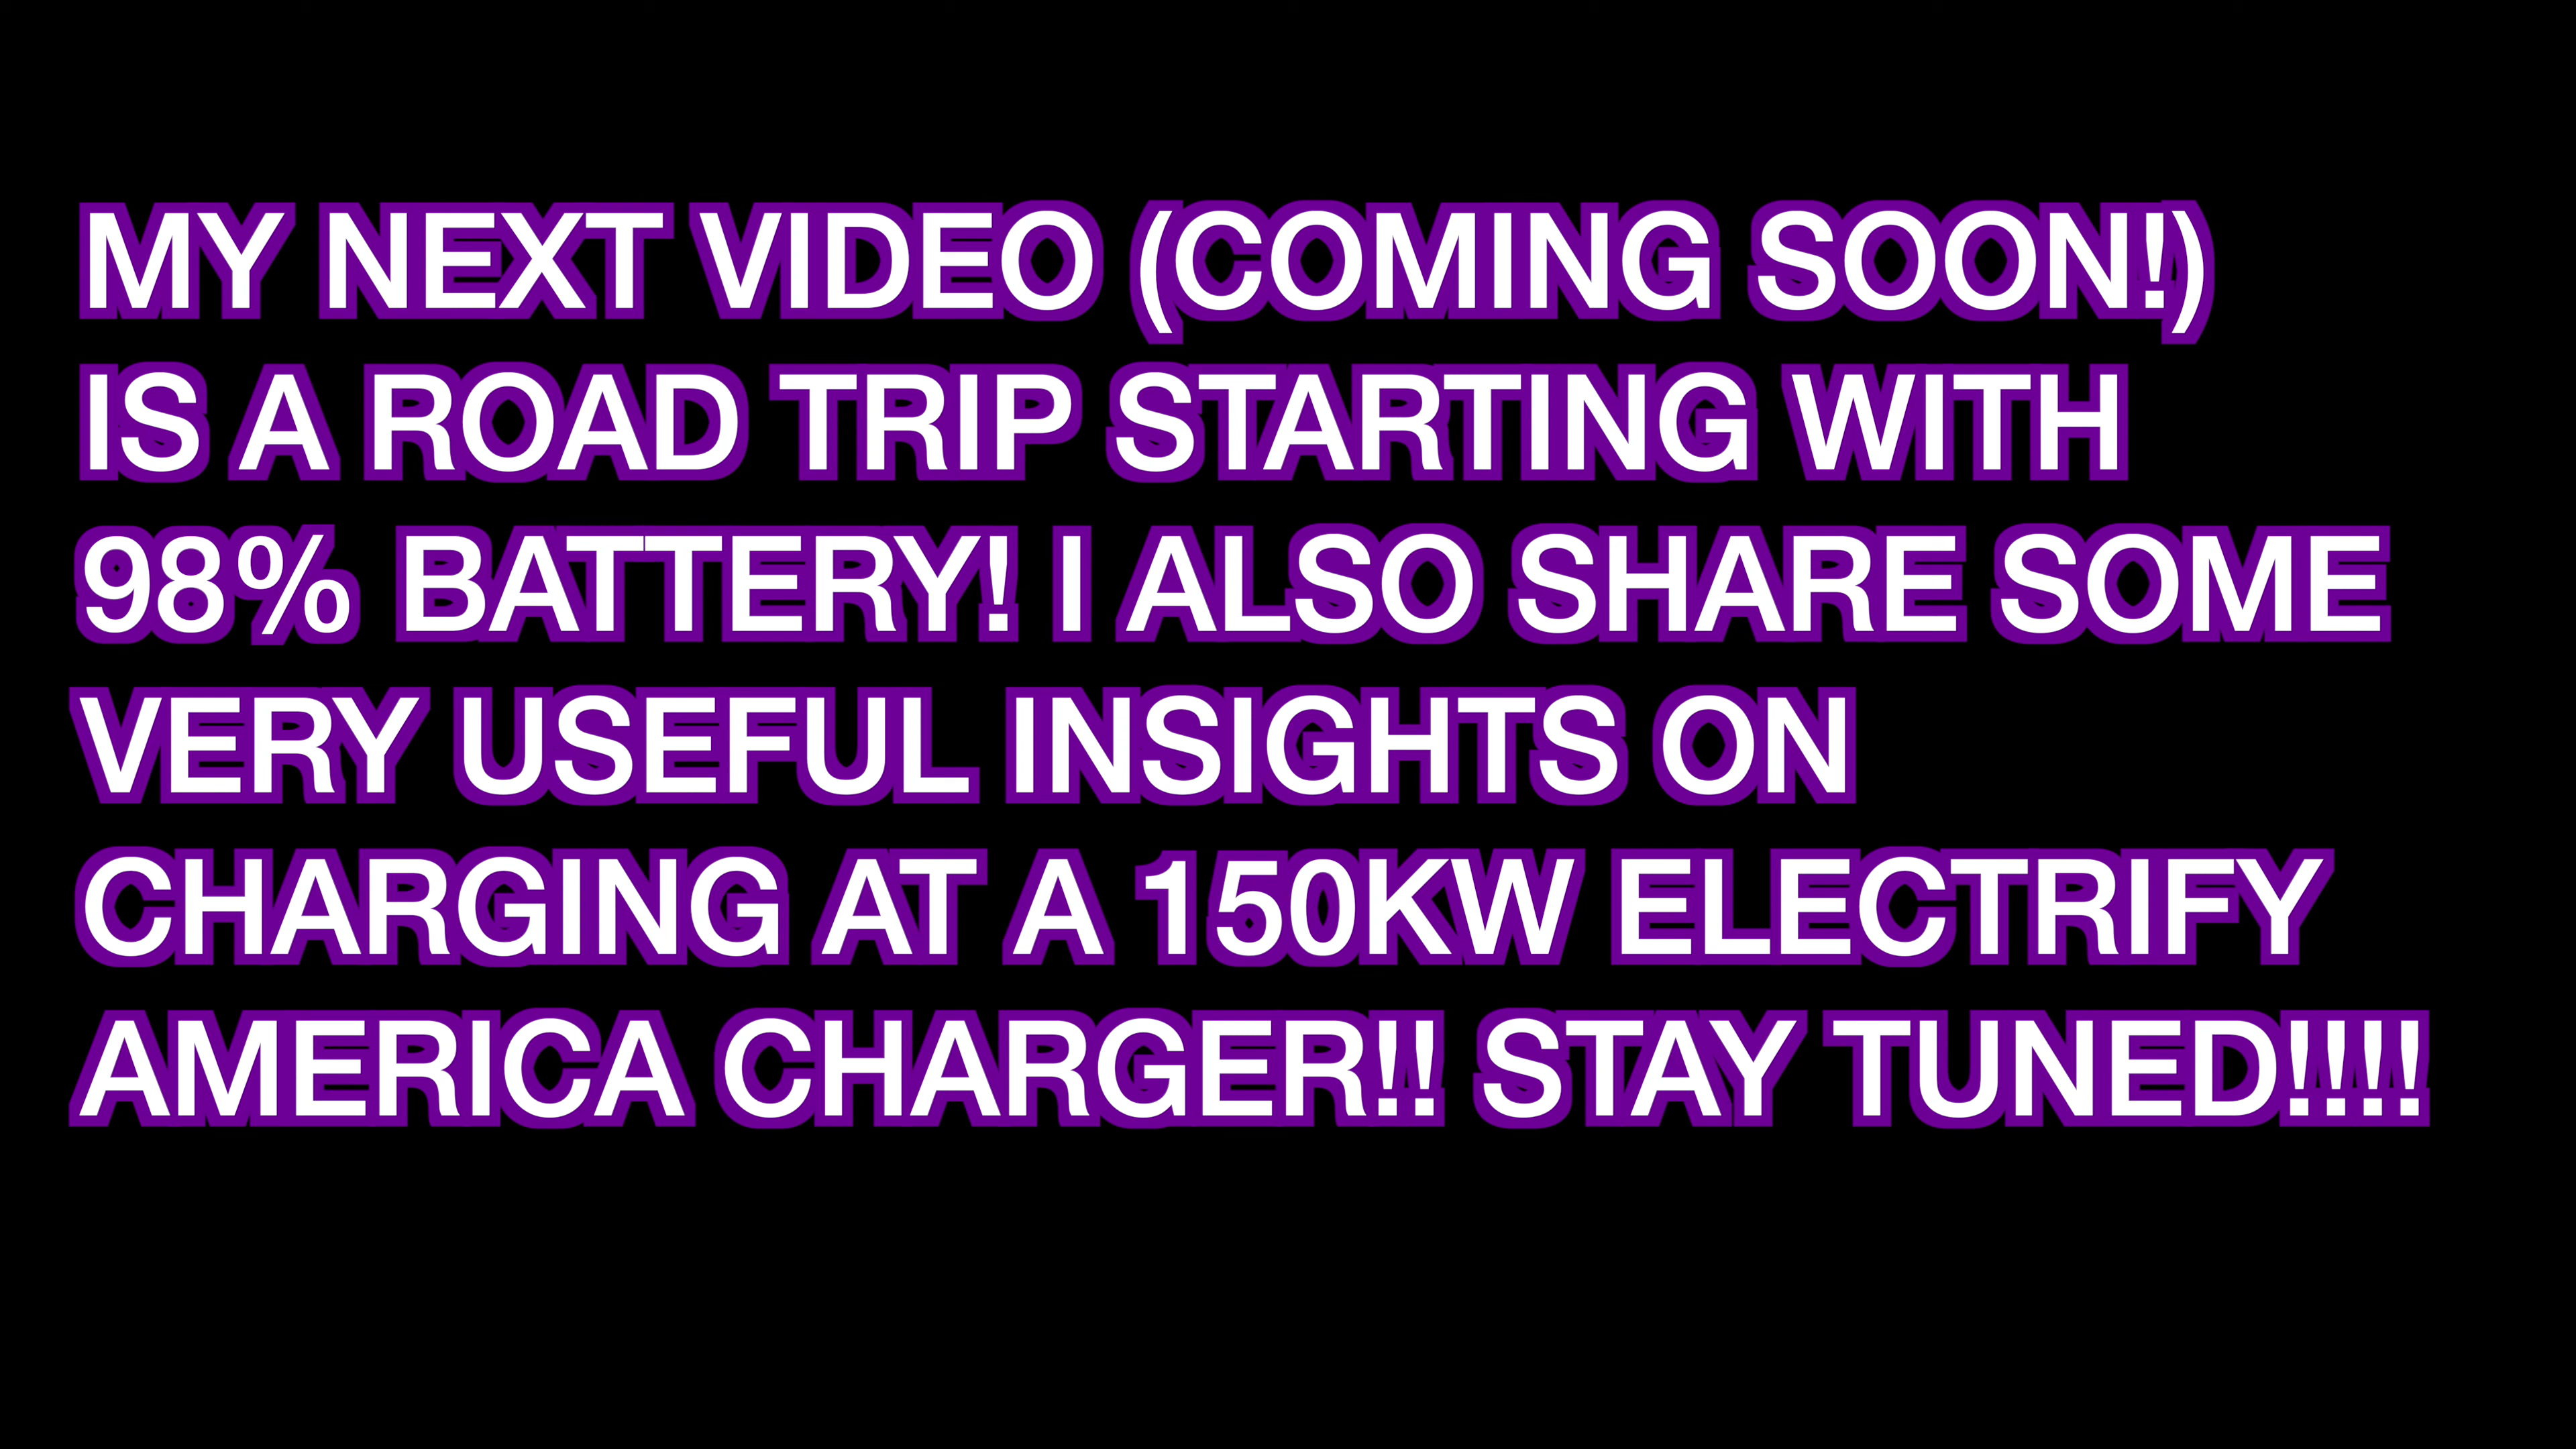 MY NEXT VIDEO (COMING SOON!)
IS A ROAD TRIP STARTING WITH
98% BATTERY! I ALSO SHARE SOME
VERY USEFUL INSIGHTS ON
CHARGING AT A 150KW ELECTRIFY
AMERICA CHARGER!! STAY TUNED!!!!